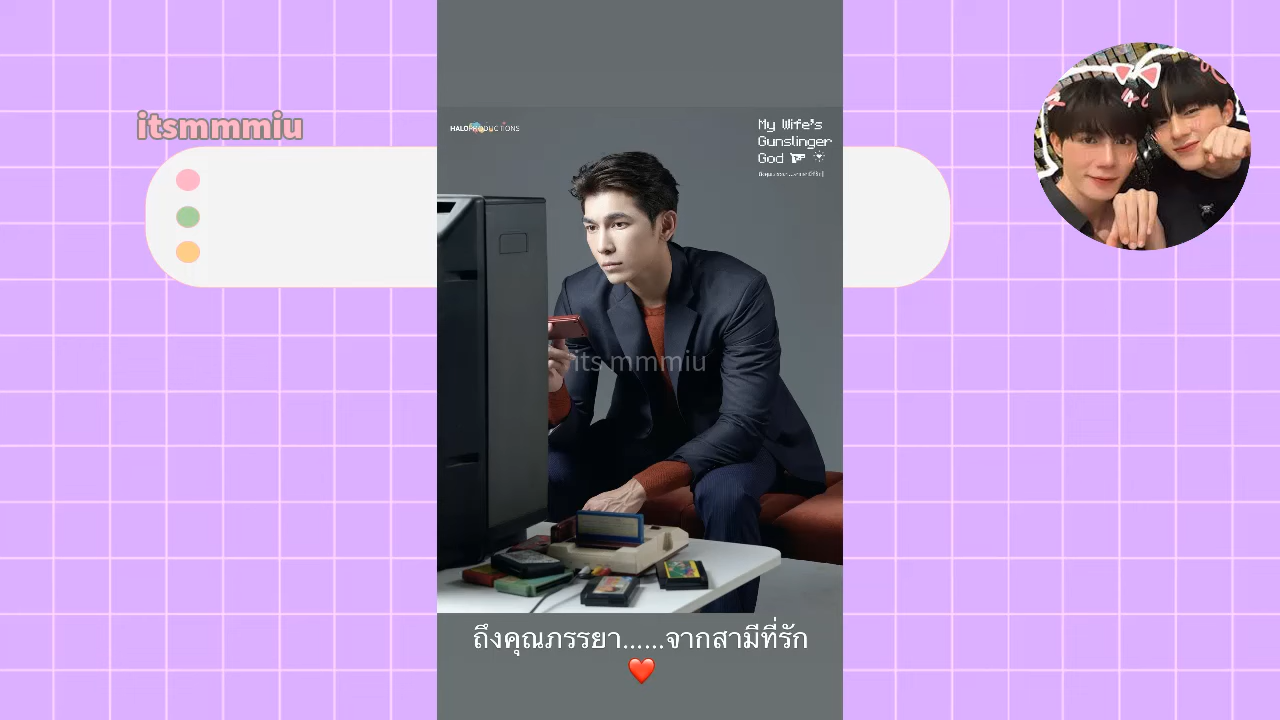 itsmmmiu
HALO PRODUCTIONS
My Wife's
Gunslinger
God
its mmmiu
ถึงคุณภรรยา......จากสามีที่รัก
❤️